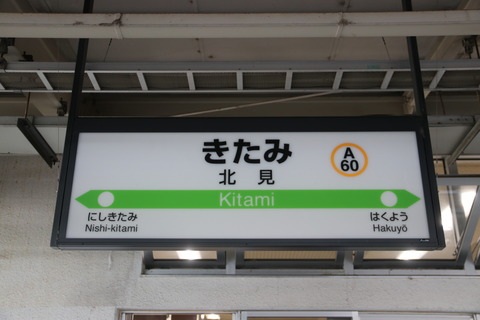 きたみ
A
60
北見
Kitami
にしきたみ
Nishi-kitami
はくよう
Hakuyō